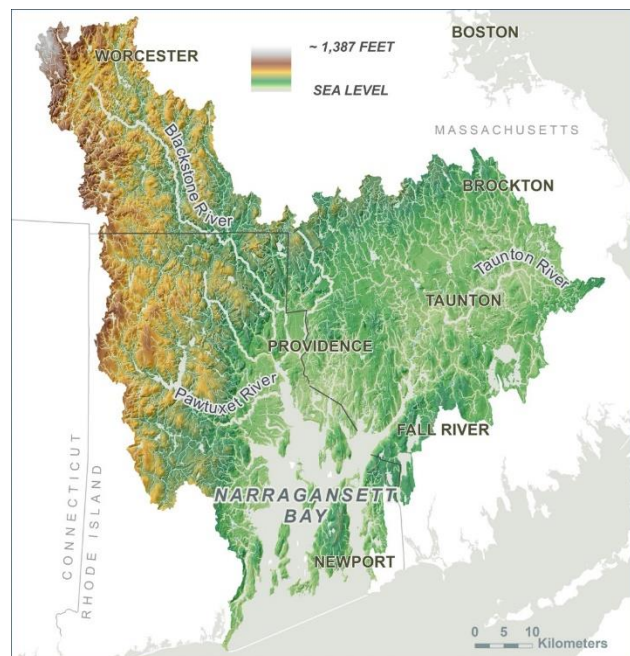 BOSTON
~ 1,387 FEET
WORCESTER
SEA LEVEL
MASSACHUSETTS
Blackstone River
BROCKTON
Taunton River
TAUNTON
PROVIDENCE
Pawtuxet River
FALL RIVER
NARRAGANSETT
BAY
CONNECTICUT
RHODE ISLAND
NEWPORT
0 5 10
Kilometers